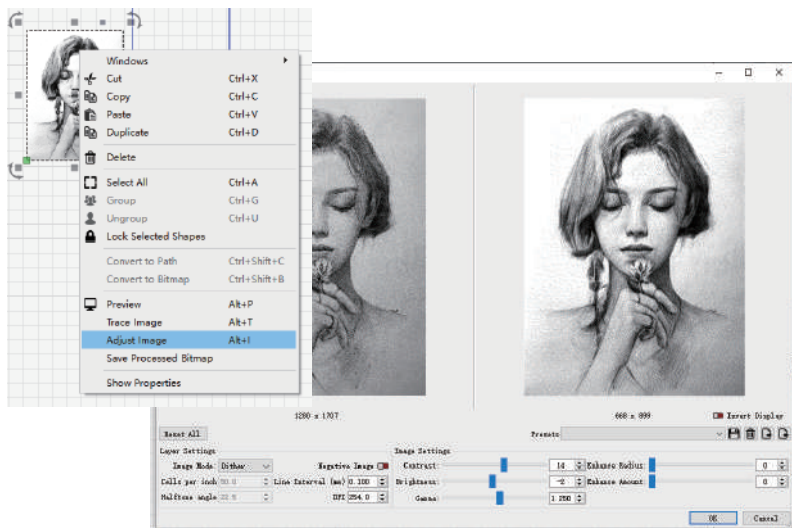 Windows
Cut Ctrl+X
Copy Ctrl+C
Paste Ctrl+V
Duplicate Ctrl+D
Delete
Select All Ctrl+A
Group Ctrl+G
Ungroup Ctrl+U
Lock Selected Shapes
Convert to Path Ctrl+Shift+C
Convert to Bitmap Ctrl+Shift+B
Preview Alt+P
Trace Image Alt+T
Adjust Image Alt+I
Save Processed Bitmap
Show Properties
1280 x 1707 668 x 899 Invert Display
Reset All Presets
Layer Settings Image Settings
Image Mode: Dither Negative Image Contrast: 14 Enhance Radius: 0
Cells per inch 50.0 Line Interval (mm) 0.100 Brightness: -2 Enhance Amount: 0
Halftone angle 22.5 DPI 254.0 Gamma: 1.250
OK Cancel